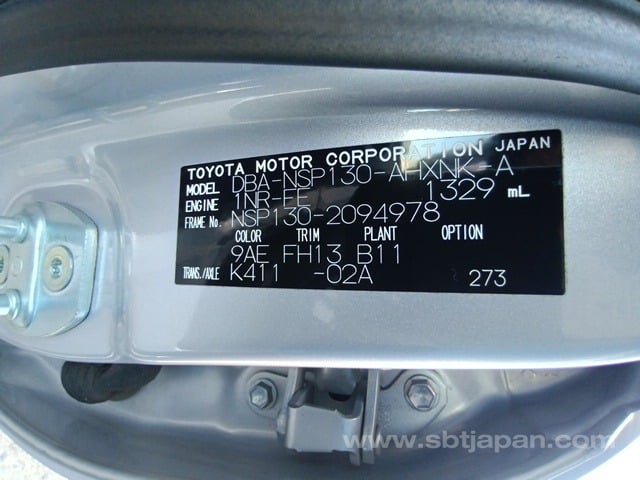 TOYOTA MOTOR CORPORATION JAPAN
MODEL DBA-NSP130-AHXNK-A
ENGINE 1NR-FE 1329 mL
FRAME No. NSP130-2094978
COLOR TRIM PLANT OPTION
9AE FH13 B11
TRANS./AXLE K411 -02A 273
www.sbtjapan.com